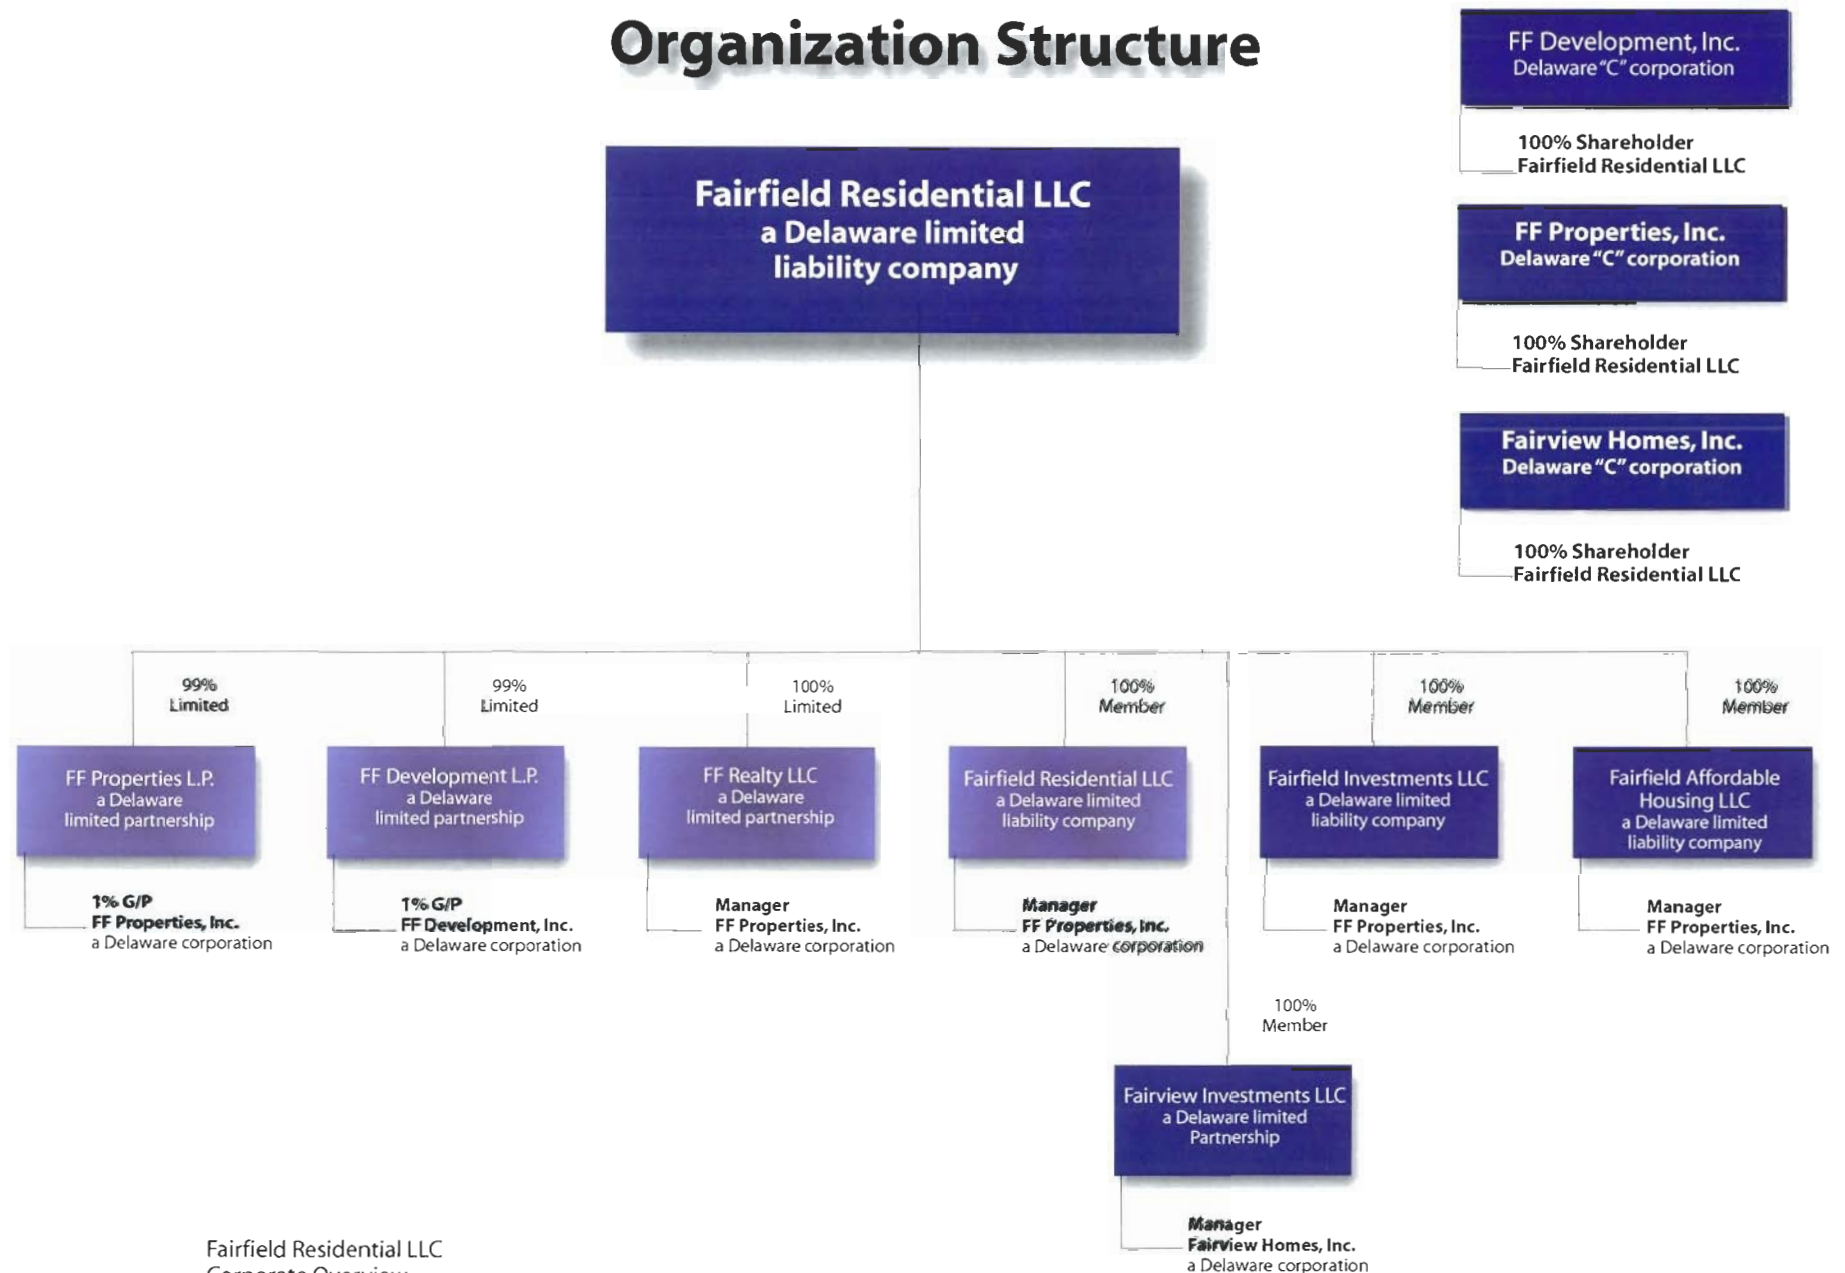 Organization Structure
FF Development, Inc.
Delaware "C" corporation
100% Shareholder
Fairfield Residential LLC
Fairfield Residential LLC
a Delaware limited
liability company
FF Properties, Inc.
Delaware "C" corporation
100% Shareholder
Fairfield Residential LLC
Fairview Homes, Inc.
Delaware "C" corporation
100% Shareholder
Fairfield Residential LLC
99%
Limited
FF Properties L.P.
a Delaware
limited partnership
1% G/P
FF Properties, Inc.
a Delaware corporation
99%
Limited
FF Development L.P.
a Delaware
limited partnership
1% G/P
FF Development, Inc.
a Delaware corporation
100%
Limited
FF Realty LLC
a Delaware
limited partnership
Manager
FF Properties, Inc.
a Delaware corporation
100%
Member
Fairfield Residential LLC
a Delaware limited
liability company
Manager
FF Properties, Inc.
a Delaware corporation
100%
Member
Fairfield Investments LLC
a Delaware limited
liability company
Manager
FF Properties, Inc.
a Delaware corporation
100%
Member
Fairfield Affordable
Housing LLC
a Delaware limited
liability company
Manager
FF Properties, Inc.
a Delaware corporation
100%
Member
Fairview Investments LLC
a Delaware limited
Partnership
Manager
Fairview Homes, Inc.
a Delaware corporation
Fairfield Residential LLC
Corporate Overview